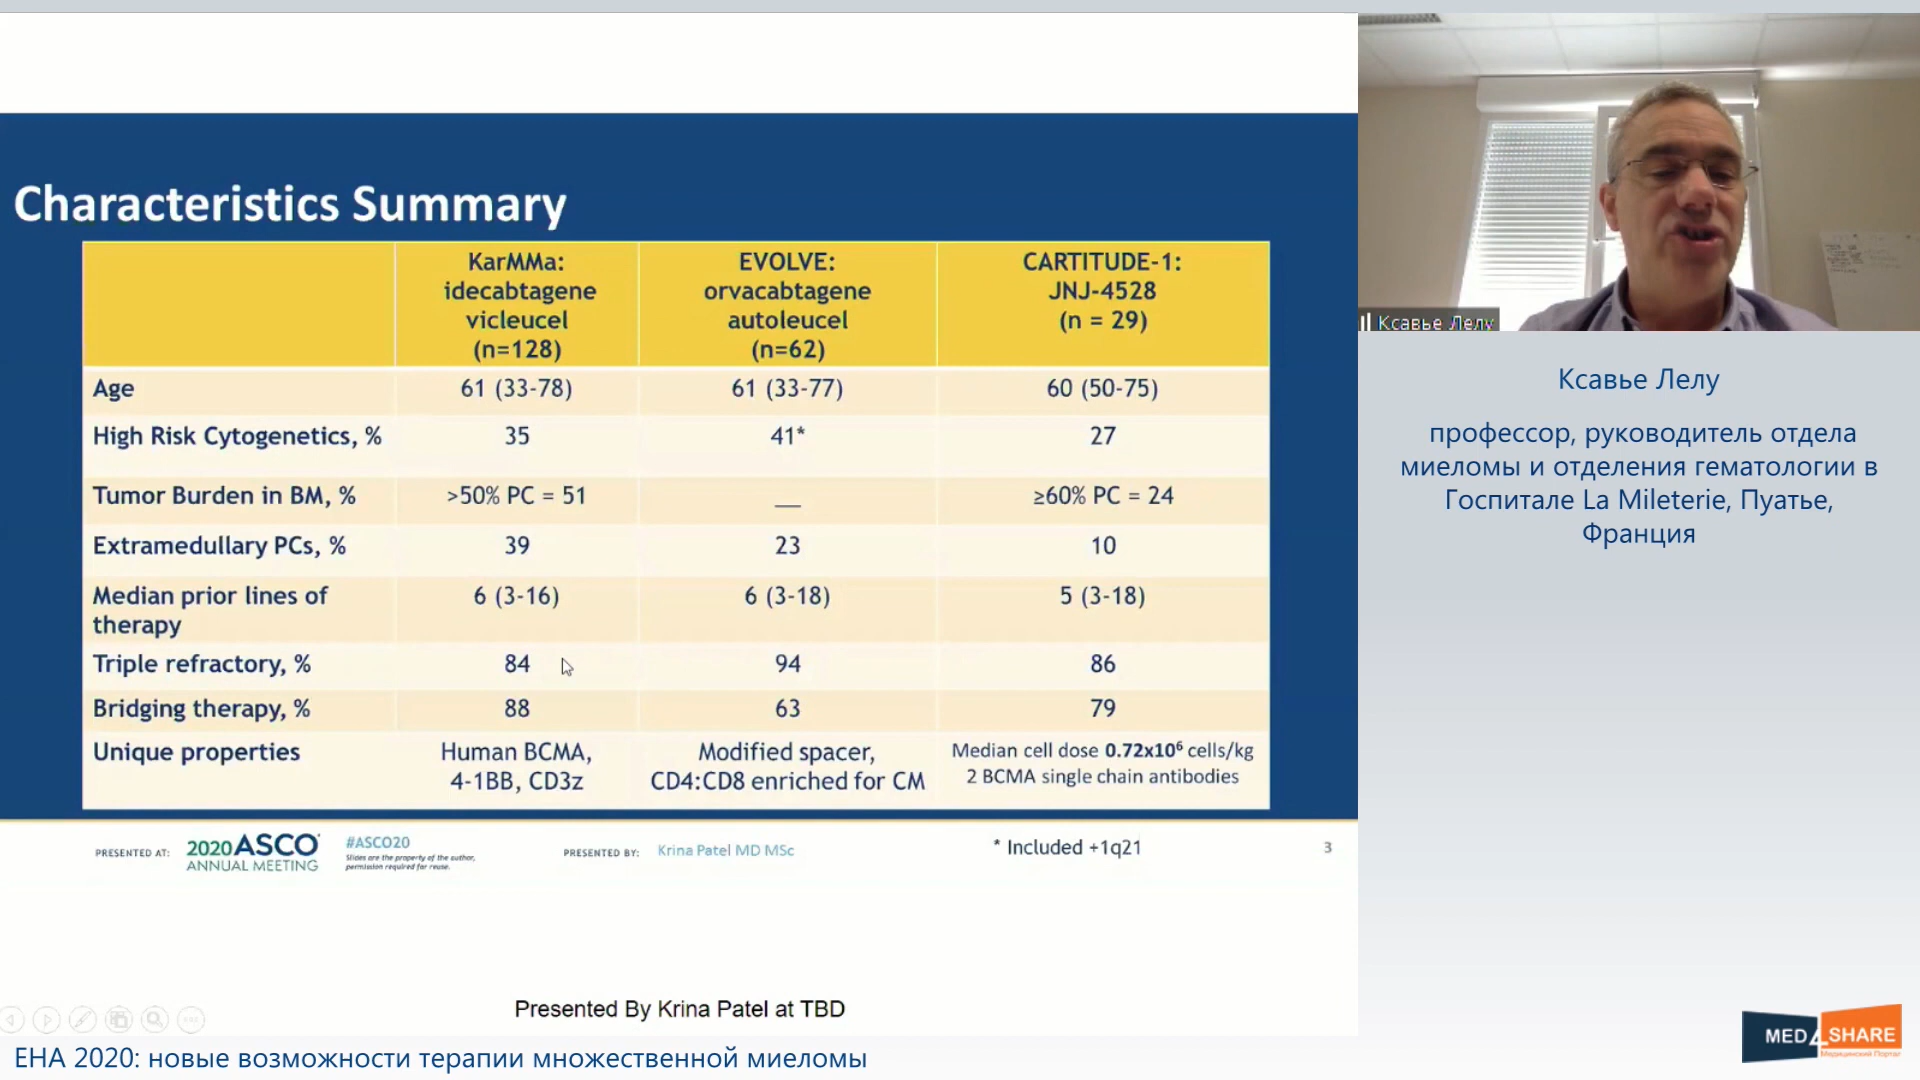 Characteristics Summary
KarMMa:
idecabtagene
vicleucel
(n=128)
EVOLVE:
orvacabtagene
autoleucel
(n=62)
CARTITUDE-1:
JNJ-4528
(n = 29)
Age
61 (33-78)
61 (33-77)
60 (50-75)
High Risk Cytogenetics, %
35
41*
27
Tumor Burden in BM, %
>50% PC = 51
__
≥60% PC = 24
Extramedullary PCs, %
39
23
10
Median prior lines of
therapy
6 (3-16)
6 (3-18)
5 (3-18)
Triple refractory, %
84
94
86
Bridging therapy, %
88
63
79
Unique properties
Human BCMA,
4-1BB, CD3z
Modified spacer,
CD4:CD8 enriched for CM
Median cell dose 0.72x10⁶ cells/kg
2 BCMA single chain antibodies
PRESENTED AT:
2020 ASCO
ANNUAL MEETING
#ASCO20
Slides are the property of the author,
permission required for reuse.
PRESENTED BY:
Krina Patel MD MSc
* Included +1q21
3
Presented By Krina Patel at TBD
Ксавье Лелу
Ксавье Лелу
профессор, руководитель отдела
миеломы и отделения гематологии в
Госпитале La Mileterie, Пуатье,
Франция
MED4SHARE
Медицинский Портал
EHA 2020: новые возможности терапии множественной миеломы